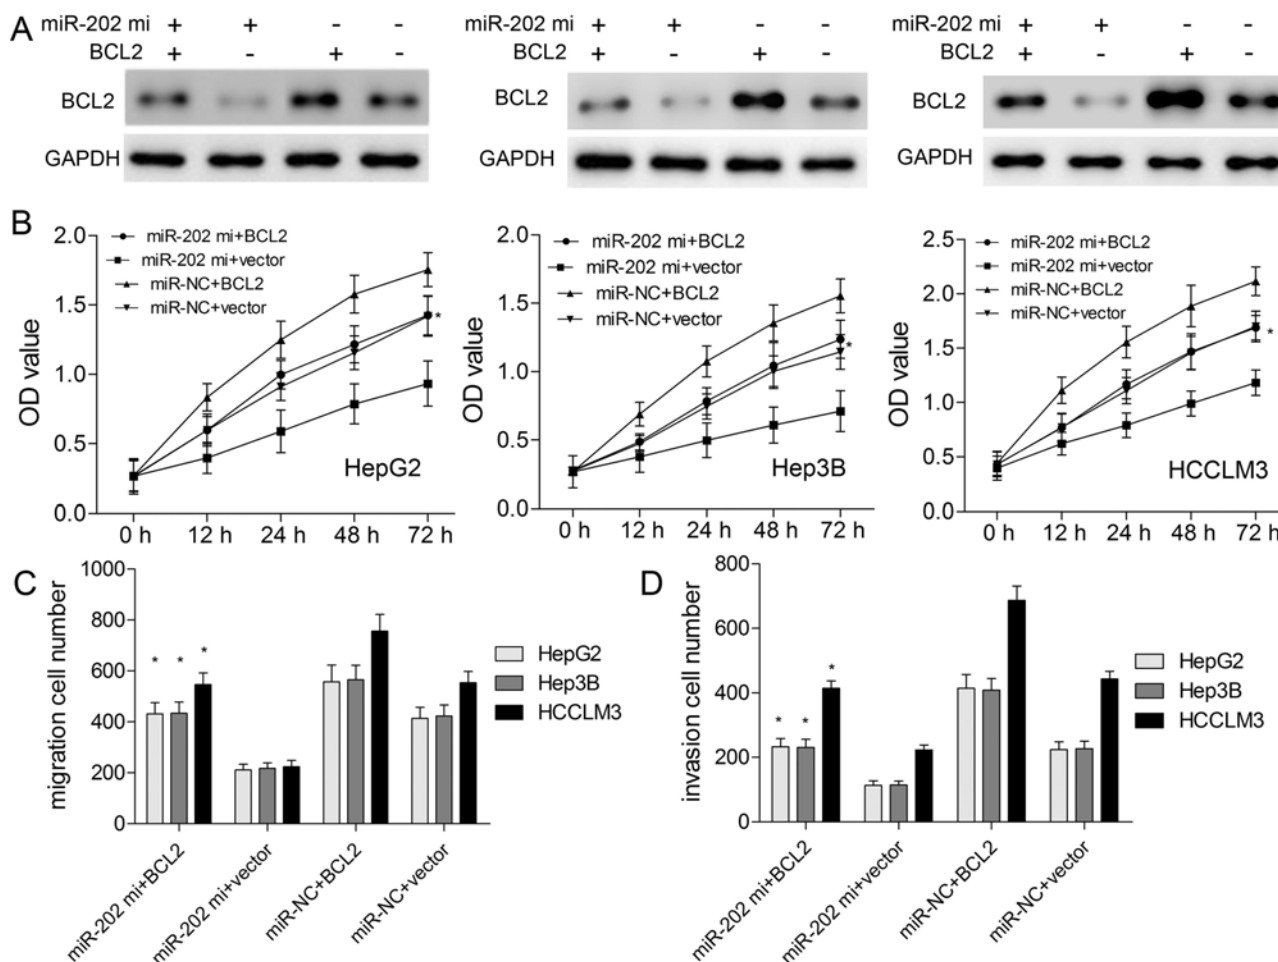 A
miR-202 mi + + - -
BCL2 + - + -
BCL2
GAPDH
miR-202 mi + + - -
BCL2 + - + -
BCL2
GAPDH
miR-202 mi + + - -
BCL2 + - + -
BCL2
GAPDH
B
OD value
2.0
1.5
1.0
0.5
0.0
miR-202 mi+BCL2
miR-202 mi+vector
miR-NC+BCL2
miR-NC+vector
*
HepG2
0 h 12 h 24 h 48 h 72 h
OD value
2.0
1.5
1.0
0.5
0.0
miR-202 mi+BCL2
miR-202 mi+vector
miR-NC+BCL2
miR-NC+vector
*
Hep3B
0 h 12 h 24 h 48 h 72 h
OD value
2.5
2.0
1.5
1.0
0.5
0.0
miR-202 mi+BCL2
miR-202 mi+vector
miR-NC+BCL2
miR-NC+vector
*
HCCLM3
0 h 12 h 24 h 48 h 72 h
C
migration cell number
1000
800
600
400
200
0
* * *
HepG2
Hep3B
HCCLM3
miR-202 mi+BCL2
miR-202 mi+vector
miR-NC+BCL2
miR-NC+vector
D
invasion cell number
800
600
400
200
0
* * *
HepG2
Hep3B
HCCLM3
miR-202 mi+BCL2
miR-202 mi+vector
miR-NC+BCL2
miR-NC+vector